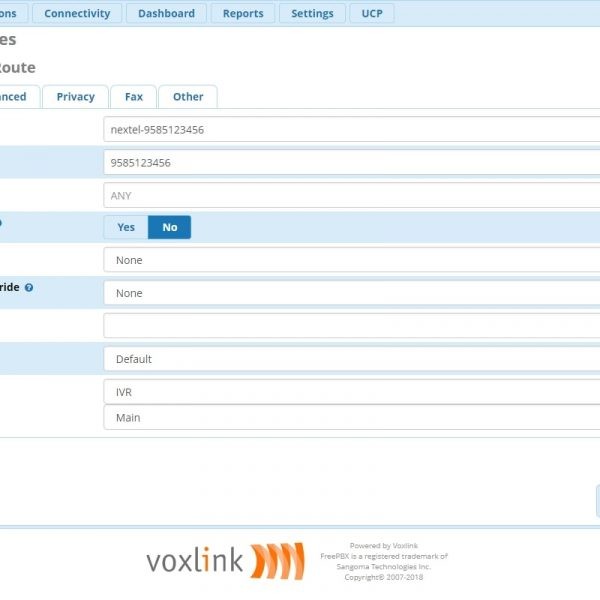 ons Connectivity Dashboard Reports Settings UCP
es
Route
anced Privacy Fax Other
nextel-9585123456
9585123456
ANY
Yes No
None
ride ?
None
Default
IVR
Main
voxlink
Powered by Voxlink
FreePBX is a registered trademark of
Sangoma Technologies Inc.
Copyright© 2007-2018